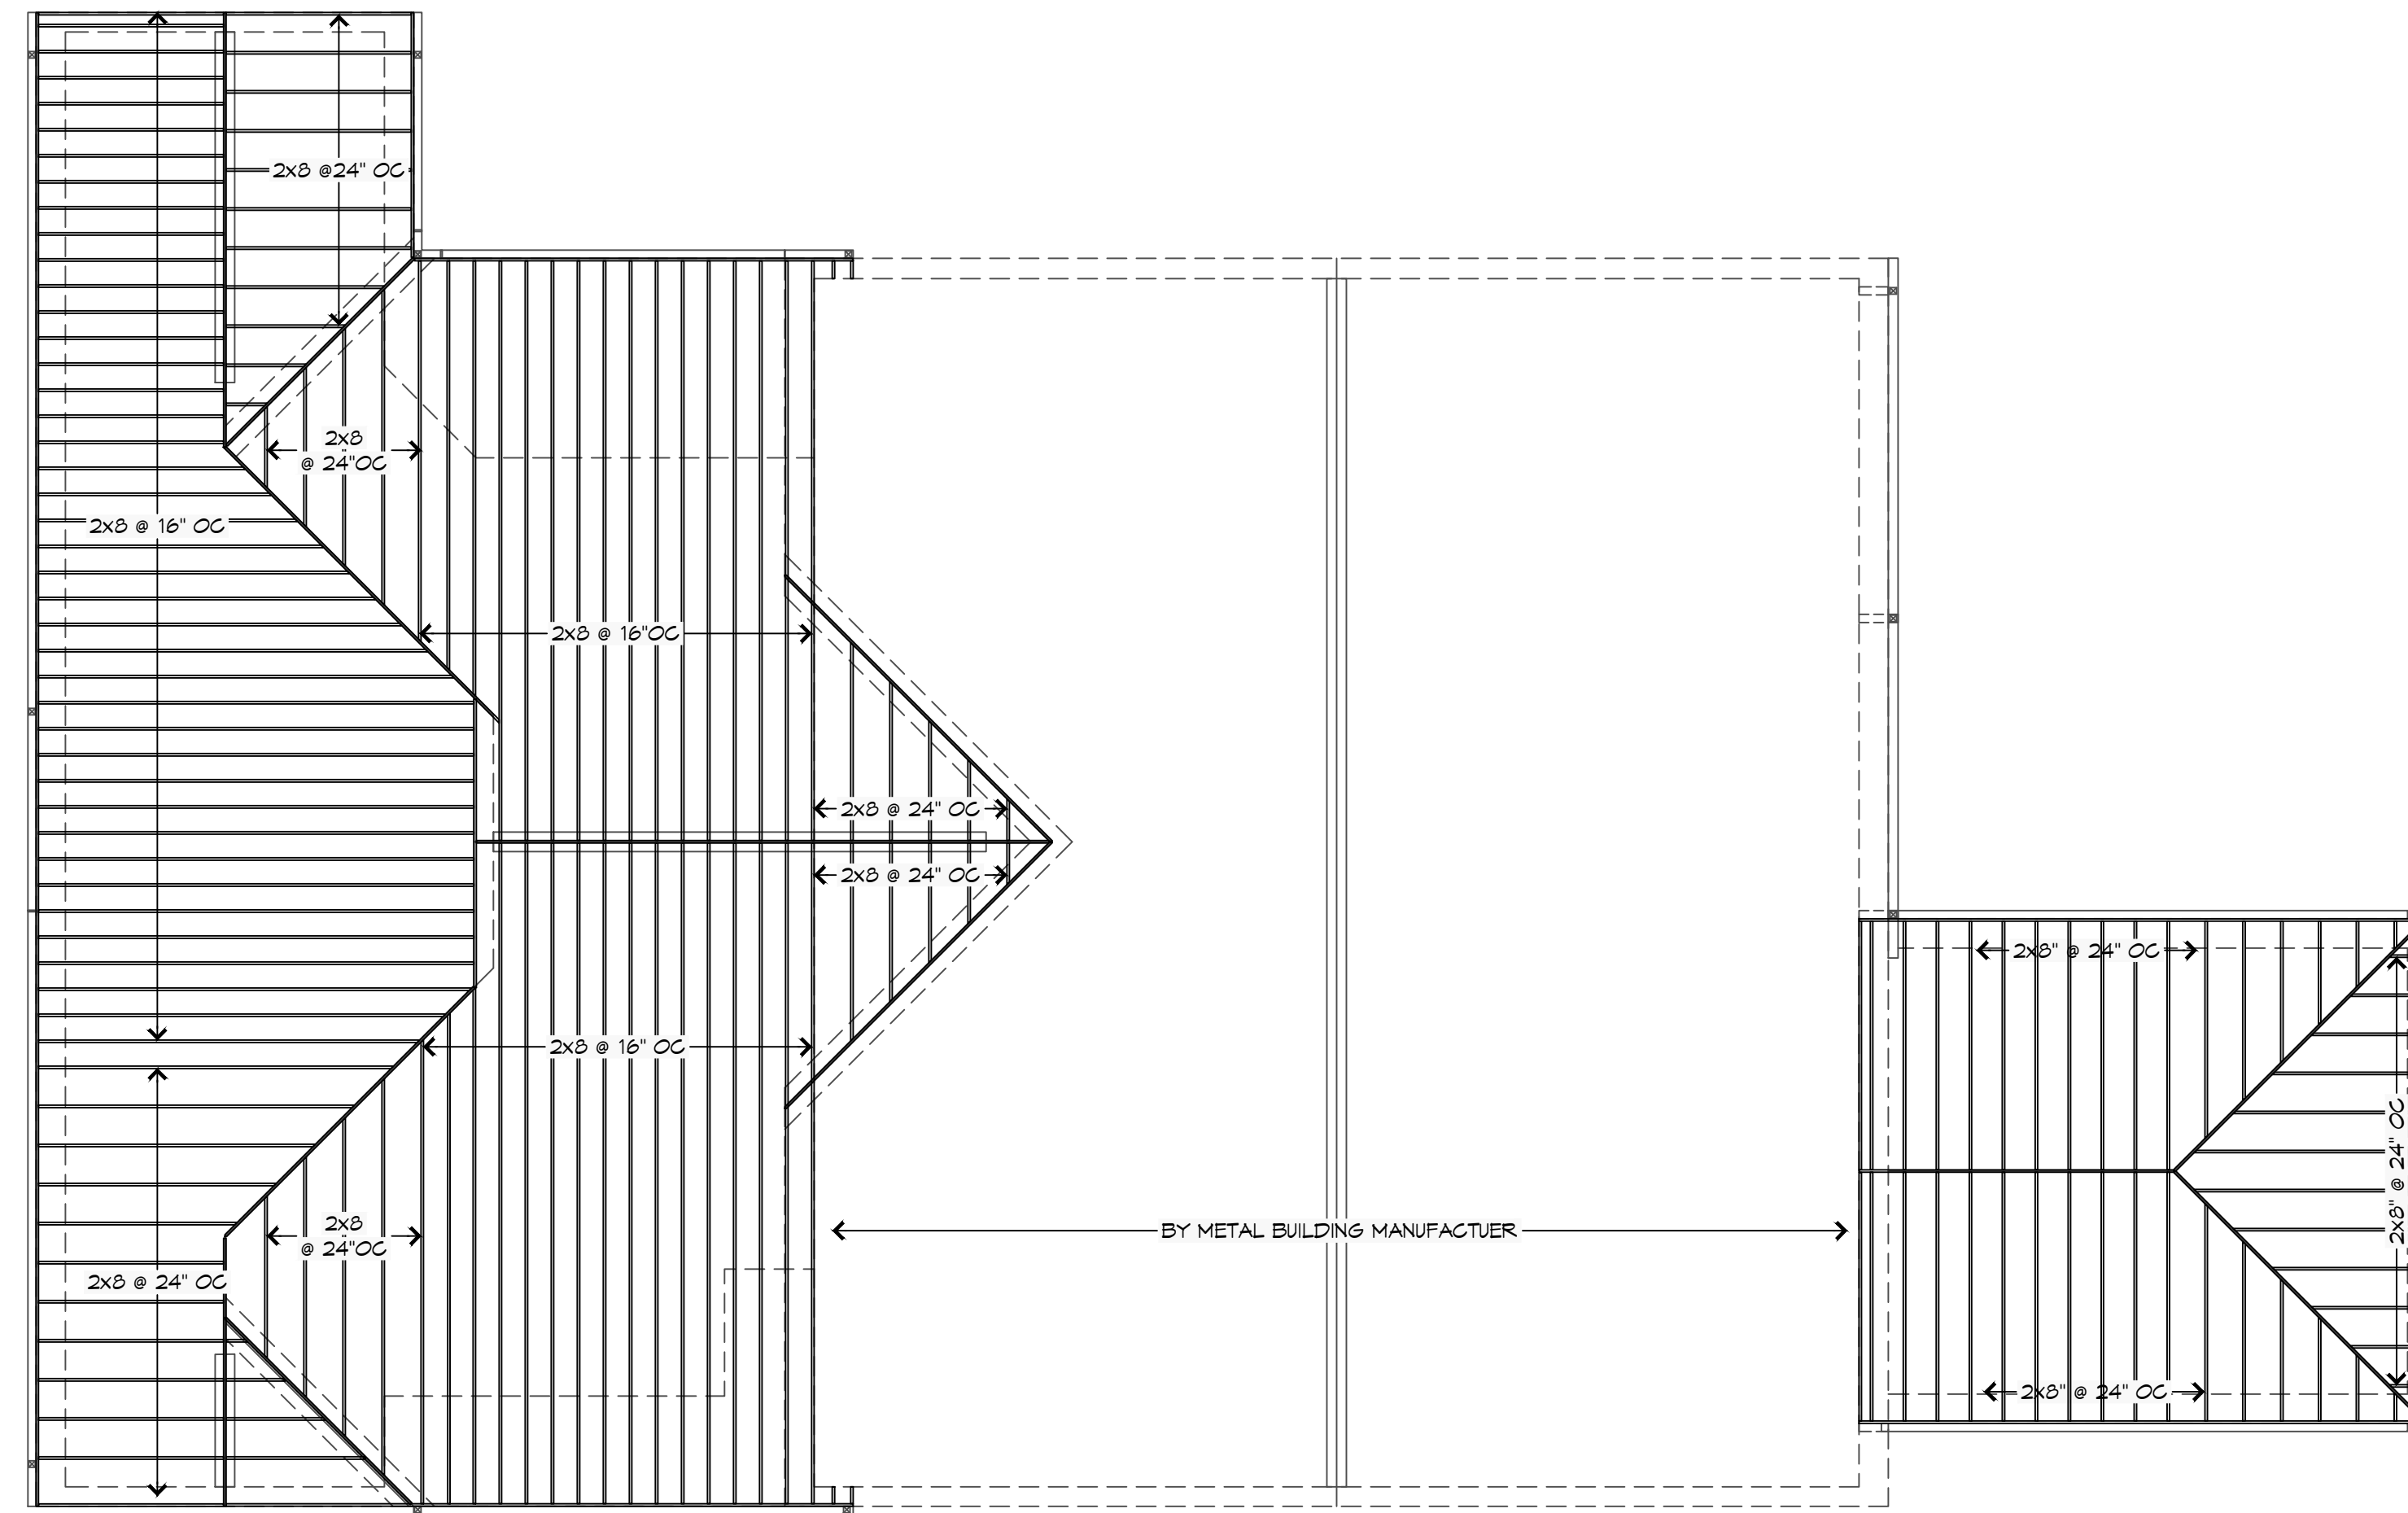 2x8 @24" OC
2x8
@ 24"OC
2x8 @ 16" OC
2x8 @ 16"OC
2x8 @ 24" OC
2x8 @ 24" OC
2x8" @ 24" OC
2x8 @ 16" OC
2x8" @ 24" OC
2x8
@ 24"OC
BY METAL BUILDING MANUFACTUER
2x8 @ 24" OC
2x8" @ 24" OC